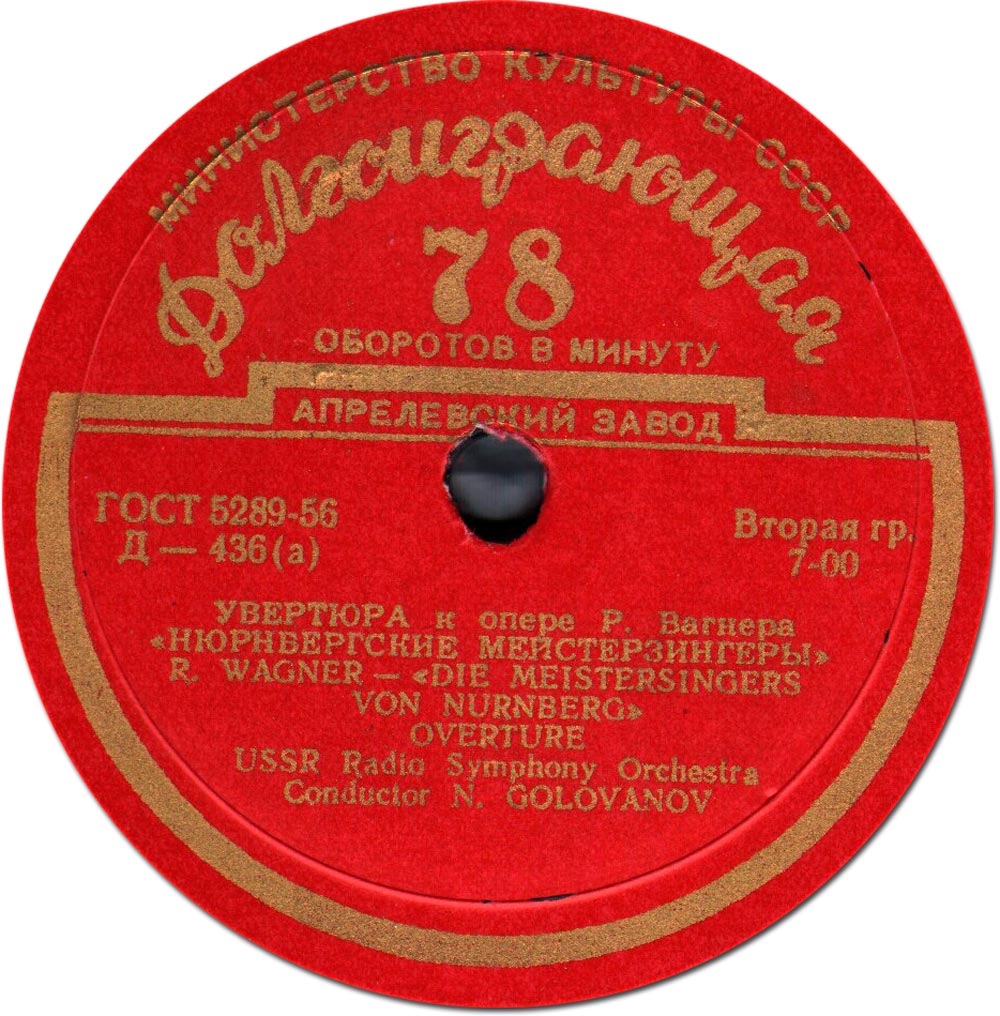 МИНИСТЕРСТВО КУЛЬТУРЫ СССР
Долгоиграющая
78
ОБОРОТОВ В МИНУТУ
АПРЕЛЕВСКИЙ ЗАВОД
ГОСТ 5289-56
Д — 436 (а)
Вторая гр.
7-00
УВЕРТЮРА к опере Р. Вагнера
«НЮРНБЕРГСКИЕ МЕЙСТЕРЗИНГЕРЫ»
R. WAGNER — «DIE MEISTERSINGERS
VON NURNBERG»
OVERTURE
USSR Radio Symphony Orchestra
Conductor N. GOLOVANOV